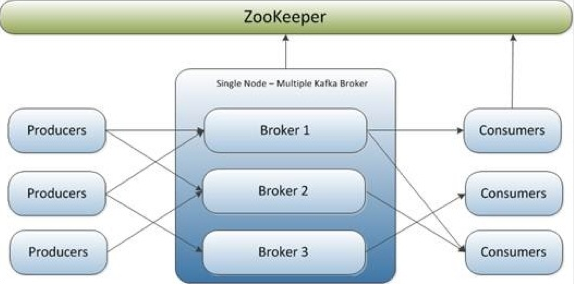 ZooKeeper
Single Node – Multiple Kafka Broker
Producers
Broker 1
Consumers
Producers
Broker 2
Consumers
Producers
Broker 3
Consumers